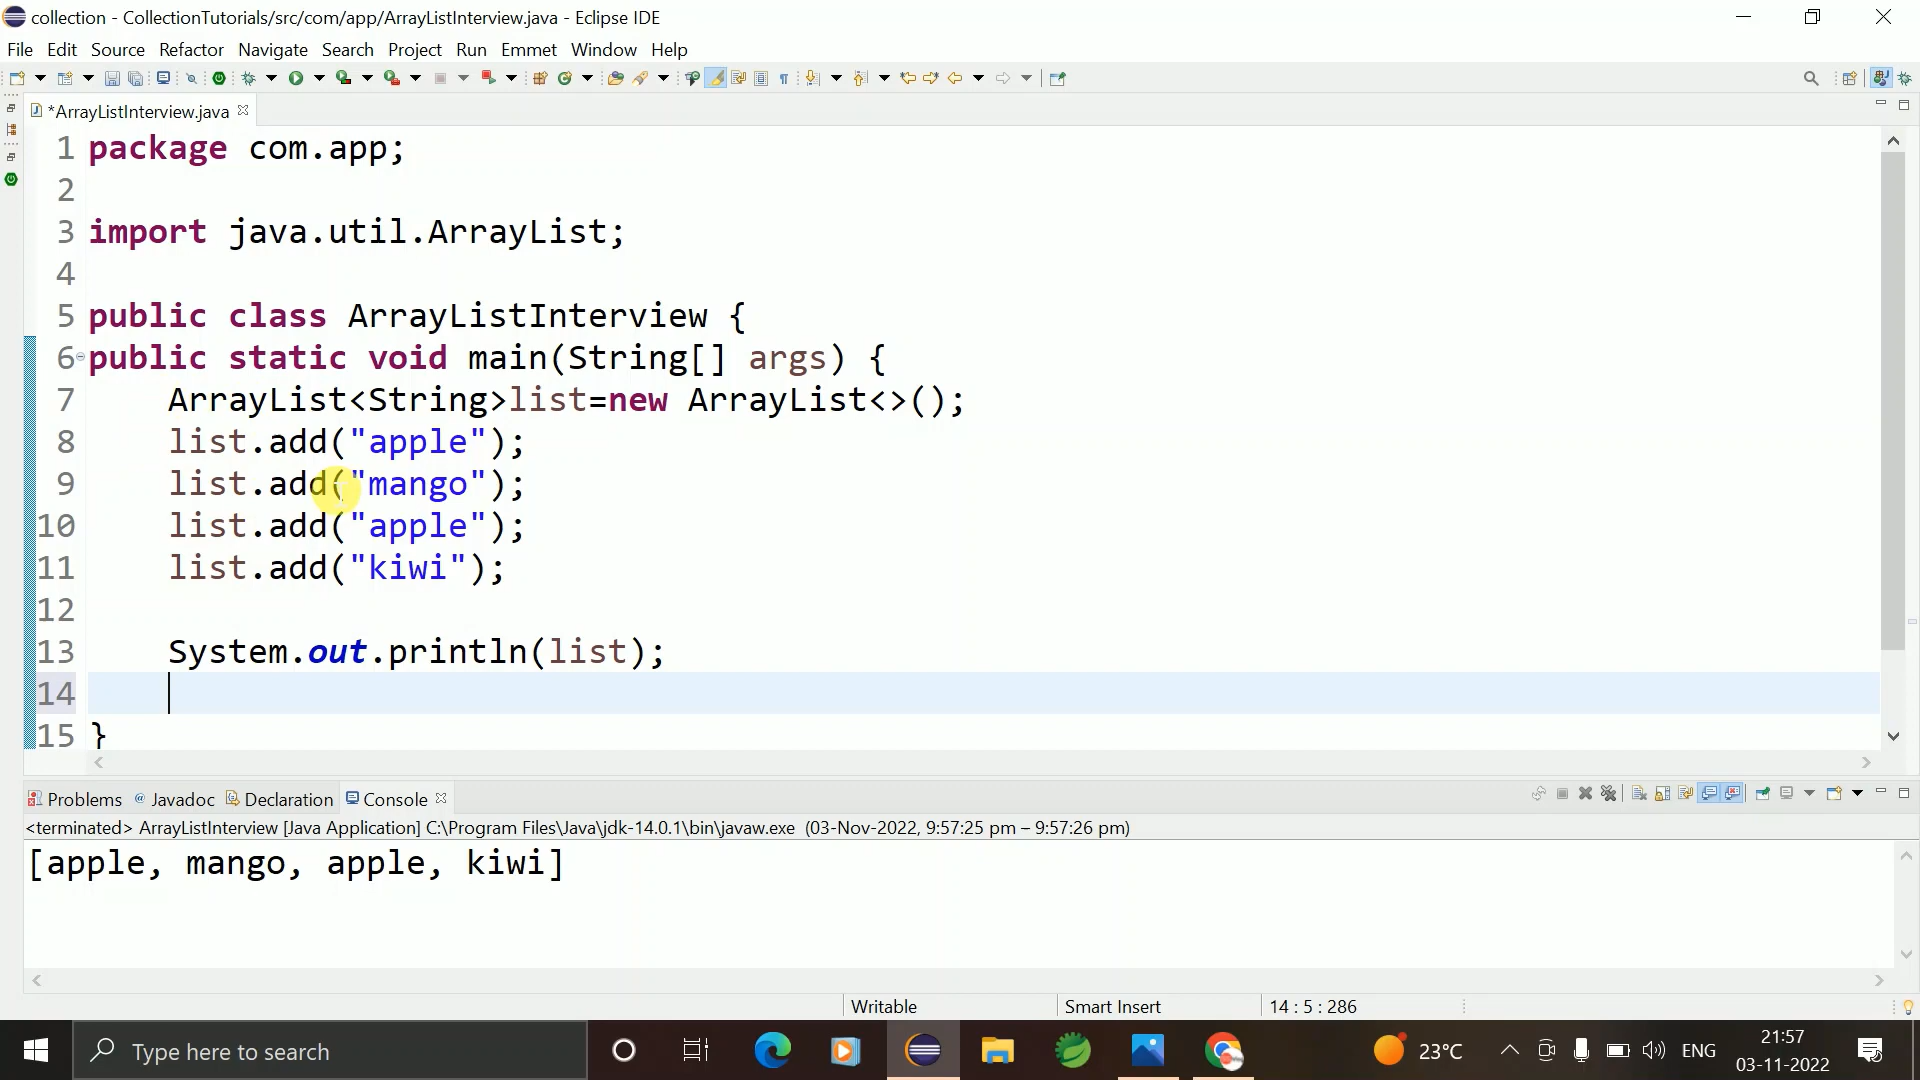 collection - CollectionTutorials/src/com/app/ArrayListInterview.java - Eclipse IDE
File Edit Source Refactor Navigate Search Project Run Emmet Window Help
*ArrayListInterview.java
1 package com.app;
2
3 import java.util.ArrayList;
4
5 public class ArrayListInterview {
6 public static void main(String[] args) {
7 ArrayList<String>list=new ArrayList<>();
8 list.add("apple");
9 list.add("mango");
10 list.add("apple");
11 list.add("kiwi");
12
13 System.out.println(list);
14
15 }
Problems @ Javadoc Declaration Console
<terminated> ArrayListInterview [Java Application] C:\Program Files\Java\jdk-14.0.1\bin\javaw.exe (03-Nov-2022, 9:57:25 pm – 9:57:26 pm)
[apple, mango, apple, kiwi]
Writable Smart Insert 14 : 5 : 286
Type here to search 23°C ENG 21:57
03-11-2022